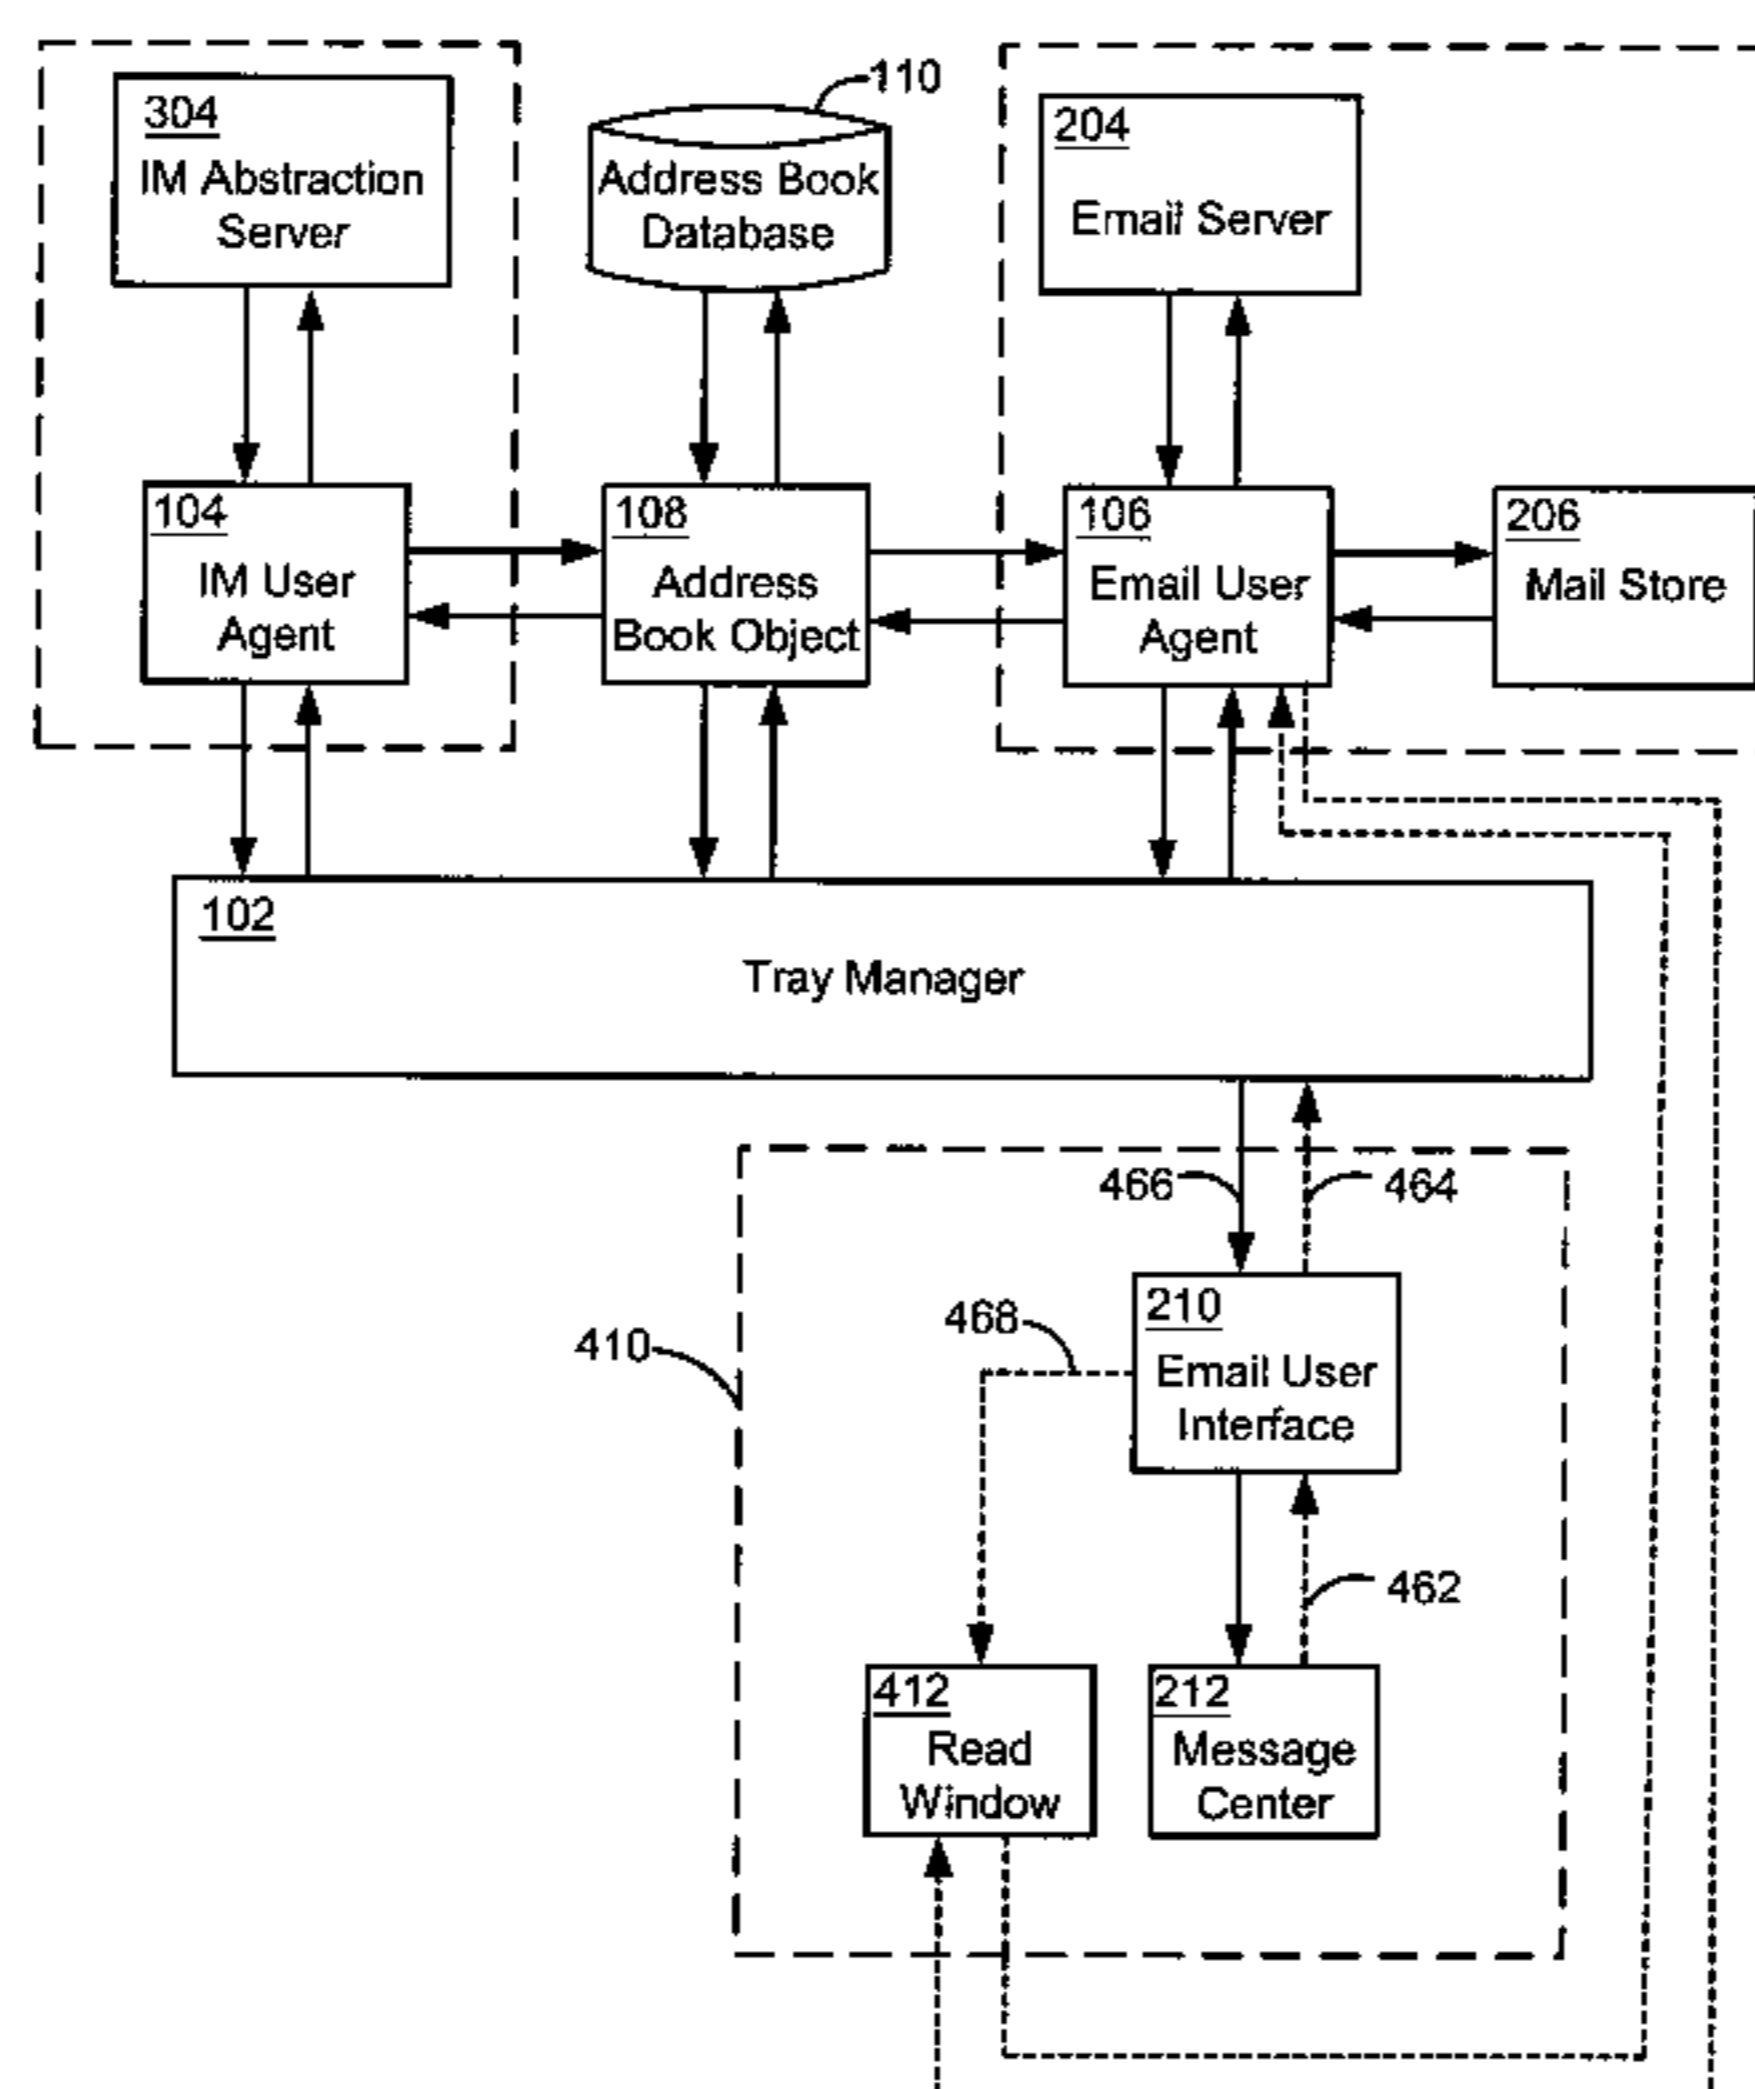 110
304
IM Abstraction
Server
Address Book
Database
204
Email Server
104
IM User
Agent
108
Address
Book Object
106
Email User
Agent
206
Mail Store
102
Tray Manager
466
464
210
Email User
Interface
468
410
462
412
Read
Window
212
Message
Center